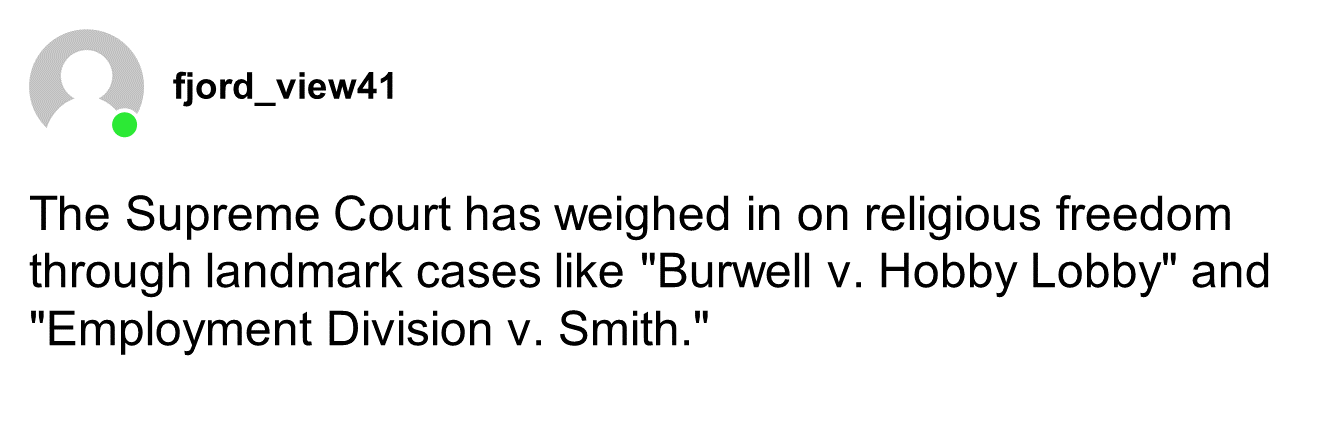 fjord_view41
The Supreme Court has weighed in on religious freedom
through landmark cases like "Burwell v. Hobby Lobby" and
"Employment Division v. Smith."